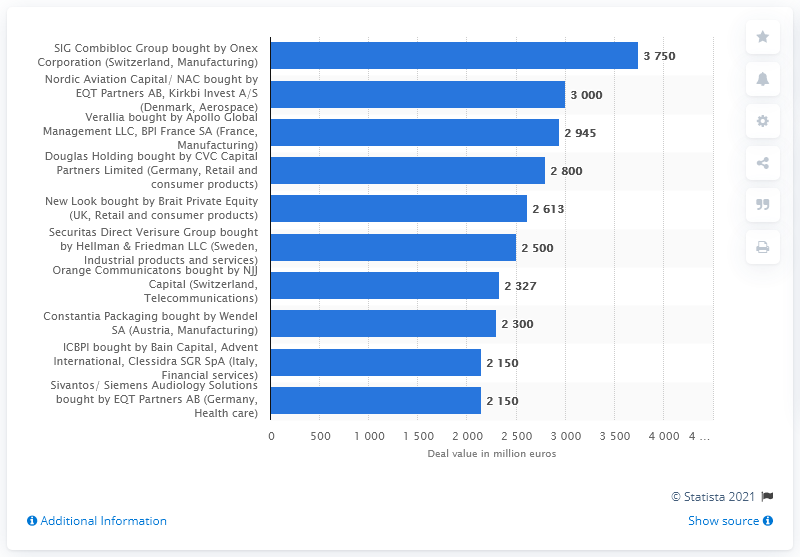 SIG Combibloc Group bought by Onex
Corporation (Switzerland, Manufacturing)
3 750
Nordic Aviation Capital/ NAC bought by
EQT Partners AB, Kirkbi Invest A/S
(Denmark, Aerospace)
3 000
Verallia bought by Apollo Global
Management LLC, BPI France SA (France,
Manufacturing)
2 945
Douglas Holding bought by CVC Capital
Partners Limited (Germany, Retail and
consumer products)
2 800
New Look bought by Brait Private Equity
(UK, Retail and consumer products)
2 613
Securitas Direct Verisure Group bought
by Hellman & Friedman LLC (Sweden,
Industrial products and services)
2 500
Orange Communicatons bought by NJJ
Capital (Switzerland,
Telecommunications)
2 327
Constantia Packaging bought by Wendel
SA (Austria, Manufacturing)
2 300
ICBPI bought by Bain Capital, Advent
International, Clessidra SGR SpA (Italy,
Financial services)
2 150
Sivantos/ Siemens Audiology Solutions
bought by EQT Partners AB (Germany,
Health care)
2 150
0 500 1 000 1 500 2 000 2 500 3 000 3 500 4 000 4 ...
Deal value in million euros
© Statista 2021
Additional Information
Show source